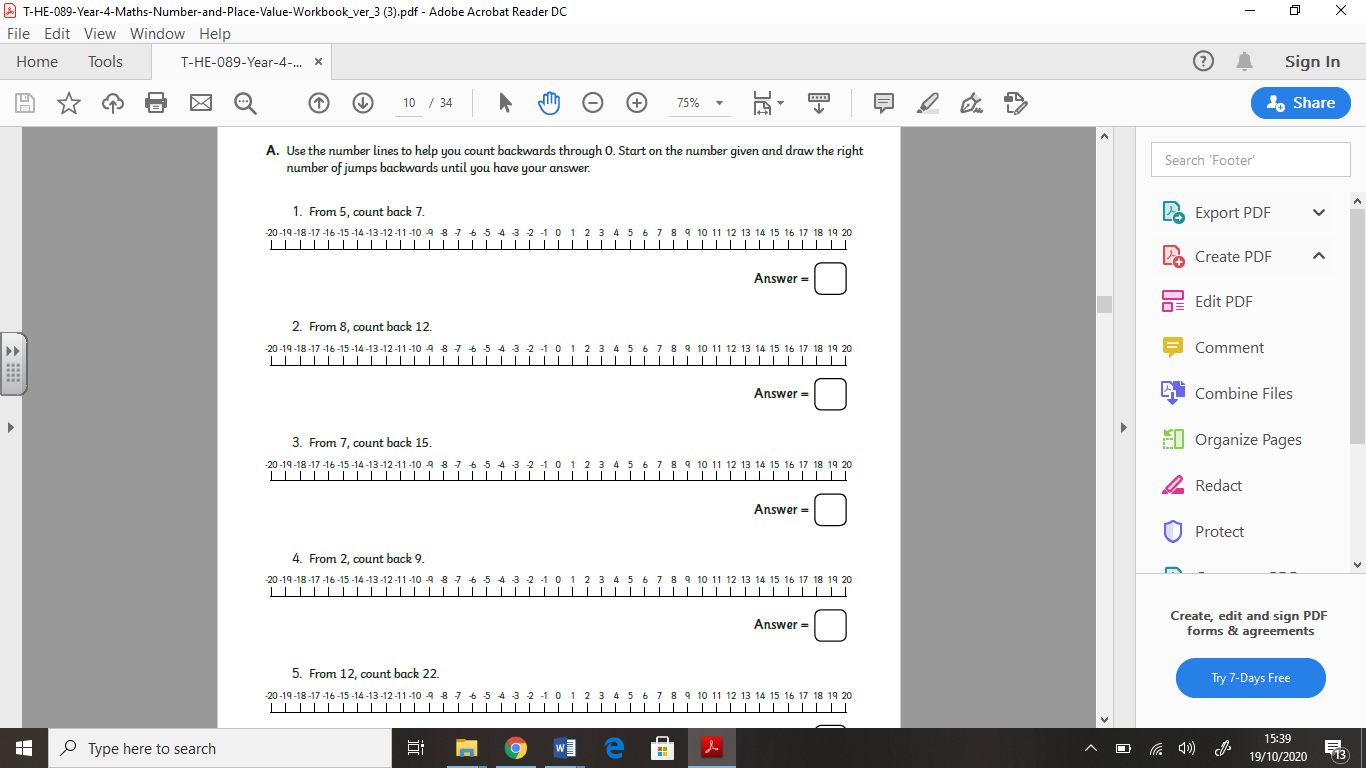 T-HE-089-Year-4-Maths-Number-and-Place-Value-Workbook_ver_3 (3).pdf - Adobe Acrobat Reader DC
File Edit View Window Help
Home Tools T-HE-089-Year-4-... × Sign In
10 / 34 75% Share
A. Use the number lines to help you count backwards through 0. Start on the number given and draw the right
number of jumps backwards until you have your answer.
1. From 5, count back 7.
-20 -19 -18 -17 -16 -15 -14 -13 -12 -11 -10 -9 -8 -7 -6 -5 -4 -3 -2 -1 0 1 2 3 4 5 6 7 8 9 10 11 12 13 14 15 16 17 18 19 20
Answer =
2. From 8, count back 12.
-20 -19 -18 -17 -16 -15 -14 -13 -12 -11 -10 -9 -8 -7 -6 -5 -4 -3 -2 -1 0 1 2 3 4 5 6 7 8 9 10 11 12 13 14 15 16 17 18 19 20
Answer =
3. From 7, count back 15.
-20 -19 -18 -17 -16 -15 -14 -13 -12 -11 -10 -9 -8 -7 -6 -5 -4 -3 -2 -1 0 1 2 3 4 5 6 7 8 9 10 11 12 13 14 15 16 17 18 19 20
Answer =
4. From 2, count back 9.
-20 -19 -18 -17 -16 -15 -14 -13 -12 -11 -10 -9 -8 -7 -6 -5 -4 -3 -2 -1 0 1 2 3 4 5 6 7 8 9 10 11 12 13 14 15 16 17 18 19 20
Answer =
5. From 12, count back 22.
-20 -19 -18 -17 -16 -15 -14 -13 -12 -11 -10 -9 -8 -7 -6 -5 -4 -3 -2 -1 0 1 2 3 4 5 6 7 8 9 10 11 12 13 14 15 16 17 18 19 20
Search 'Footer'
Export PDF
Create PDF
Edit PDF
Comment
Combine Files
Organize Pages
Redact
Protect
Create, edit and sign PDF
forms & agreements
Try 7-Days Free
Type here to search
15:39
19/10/2020
13